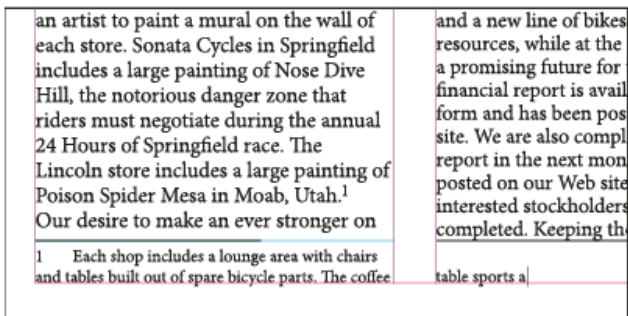 an artist to paint a mural on the wall of
each store. Sonata Cycles in Springfield
includes a large painting of Nose Dive
Hill, the notorious danger zone that
riders must negotiate during the annual
24 Hours of Springfield race. The
Lincoln store includes a large painting of
Poison Spider Mesa in Moab, Utah.¹
Our desire to make an ever stronger on
1 Each shop includes a lounge area with chairs
and tables built out of spare bicycle parts. The coffee
and a new line of bikes
resources, while at the
a promising future for
financial report is avail
form and has been pos
site. We are also compl
report in the next mon
posted on our Web site
interested stockholders
completed. Keeping the
table sports a